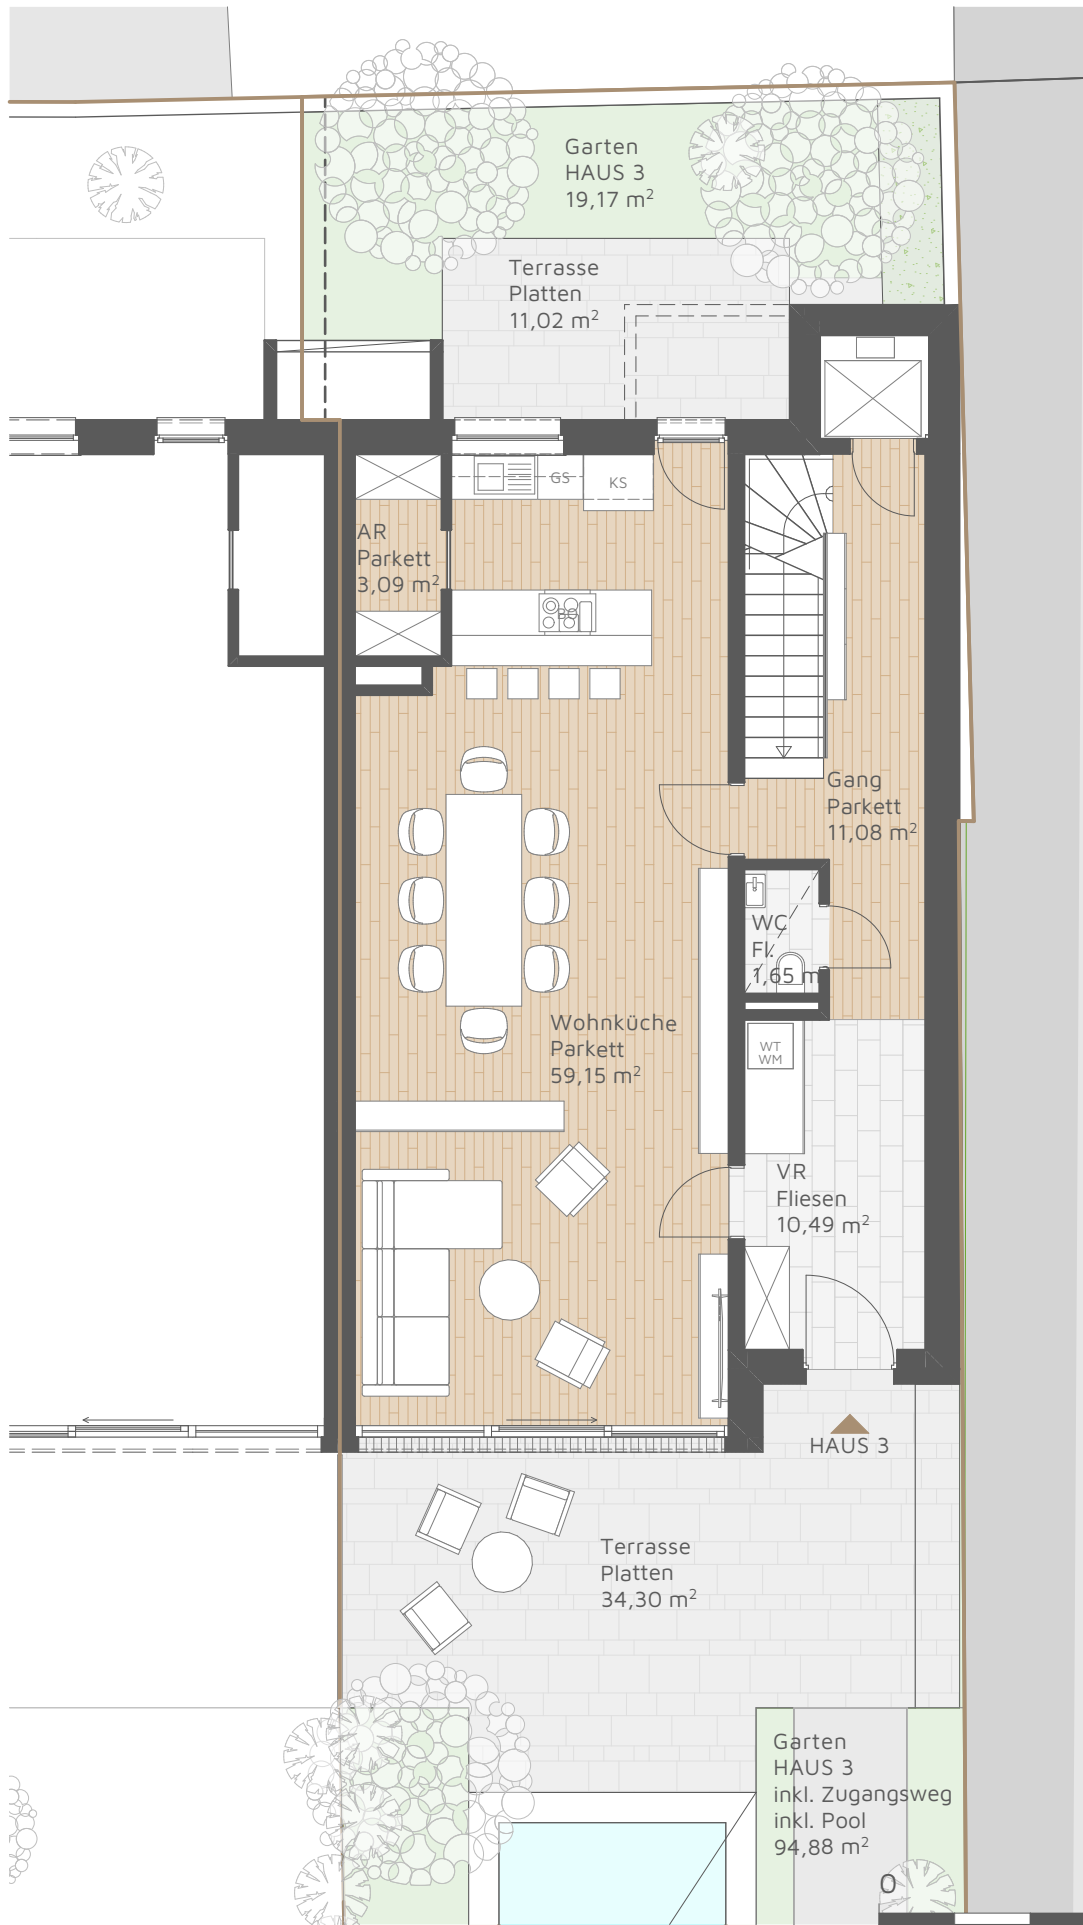 Garten
HAUS 3
19,17 m²
Terrasse
Platten
11,02 m²
GS
KS
AR
Parkett
3,09 m²
BO
Gang
Parkett
11,08 m²
WC
Fl.
1,65 m
Wohnküche
Parkett
59,15 m²
WT
WM
VR
Fliesen
10,49 m²
HAUS 3
Terrasse
Platten
34,30 m²
Garten
HAUS 3
inkl. Zugangsweg
inkl. Pool
94,88 m²
0